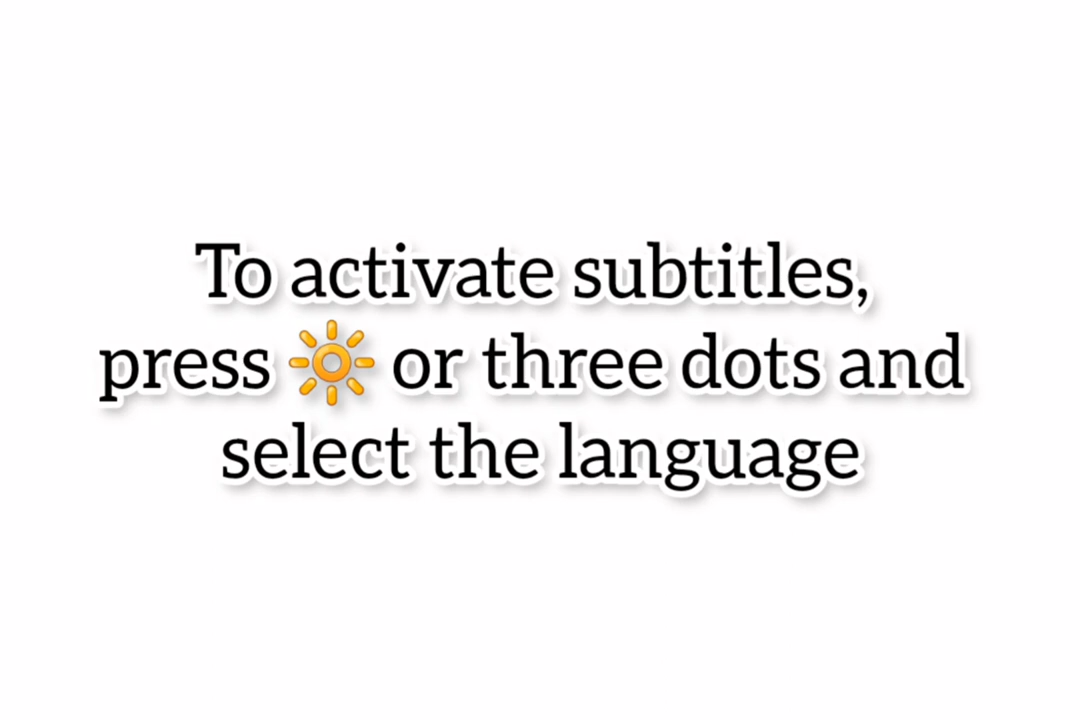 To activate subtitles,
press 🔆 or three dots and
select the language